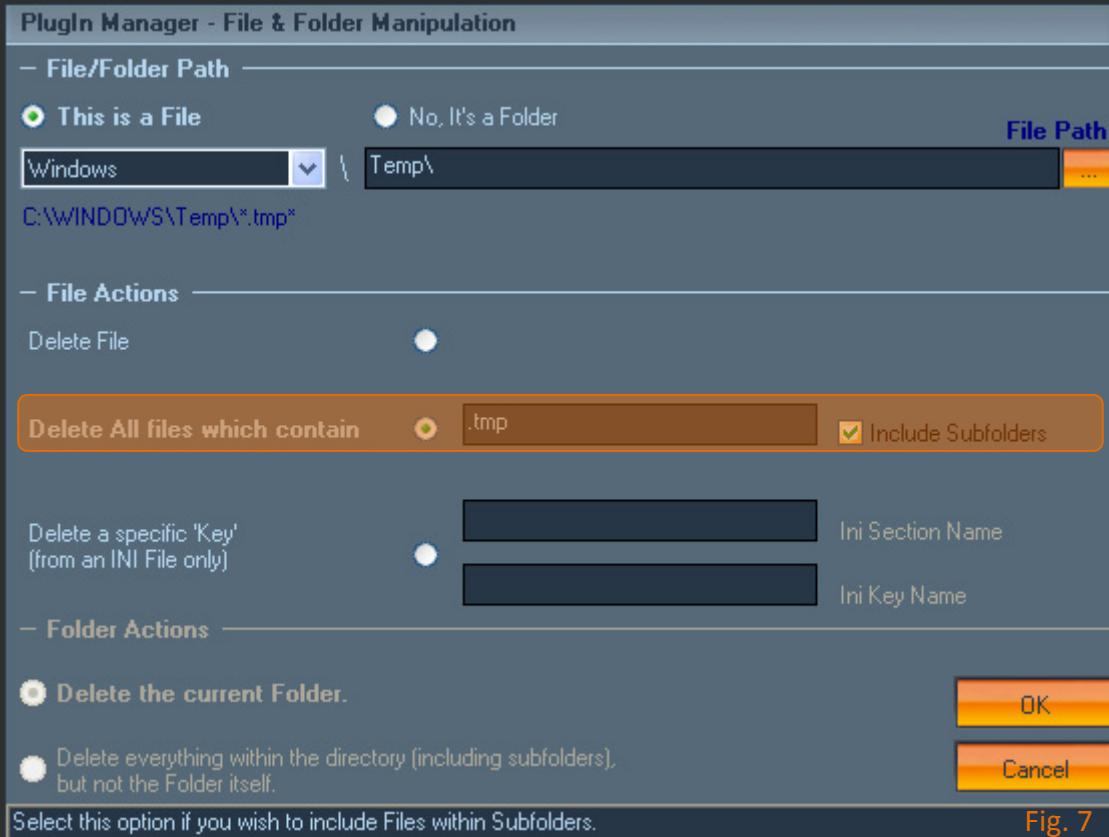 PlugIn Manager - File & Folder Manipulation
File/Folder Path
This is a File No, It's a Folder
File Path
Windows \ Temp\ ...
C:\WINDOWS\Temp\*.tmp*
File Actions
Delete File
Delete All files which contain .tmp Include Subfolders
Delete a specific 'Key'
(from an INI File only)
Ini Section Name
Ini Key Name
Folder Actions
Delete the current Folder.
OK
Delete everything within the directory (including subfolders),
but not the Folder itself.
Cancel
Select this option if you wish to include Files within Subfolders.
Fig. 7